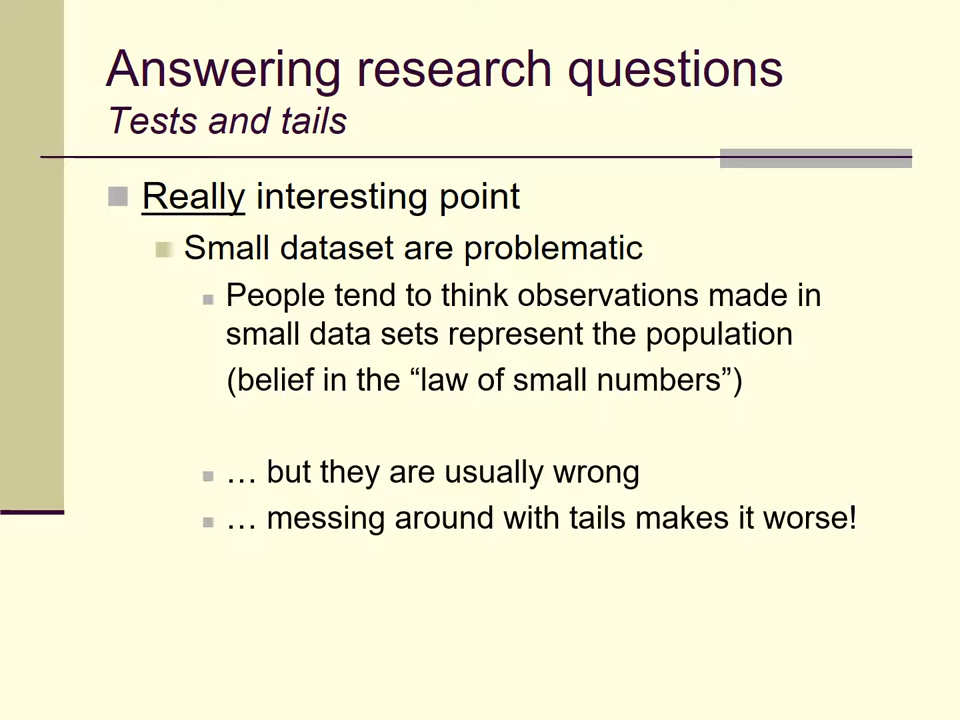 Answering research questions
Tests and tails
Really interesting point
Small dataset are problematic
People tend to think observations made in
small data sets represent the population
(belief in the “law of small numbers”)
… but they are usually wrong
… messing around with tails makes it worse!